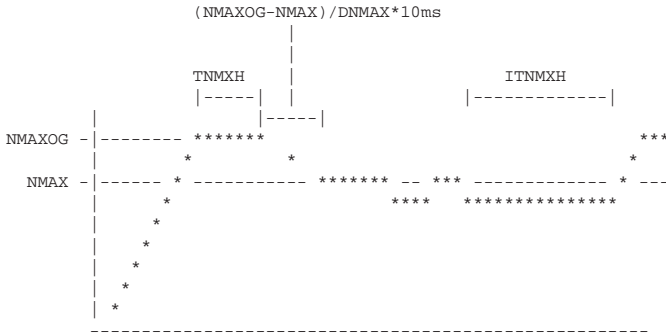 (NMAXOG-NMAX)/DNMAX*10ms
|
|
TNMXH | ITNMXH
|-----| | |-------------|
| |-----|
NMAXOG -|-------- ******* ***
| * * *
NMAX -|------ * ----------- ******* -- *** ------------- * ---
| * **** ***************
| *
| *
| *
| *
| *
--------------------------------------------------------